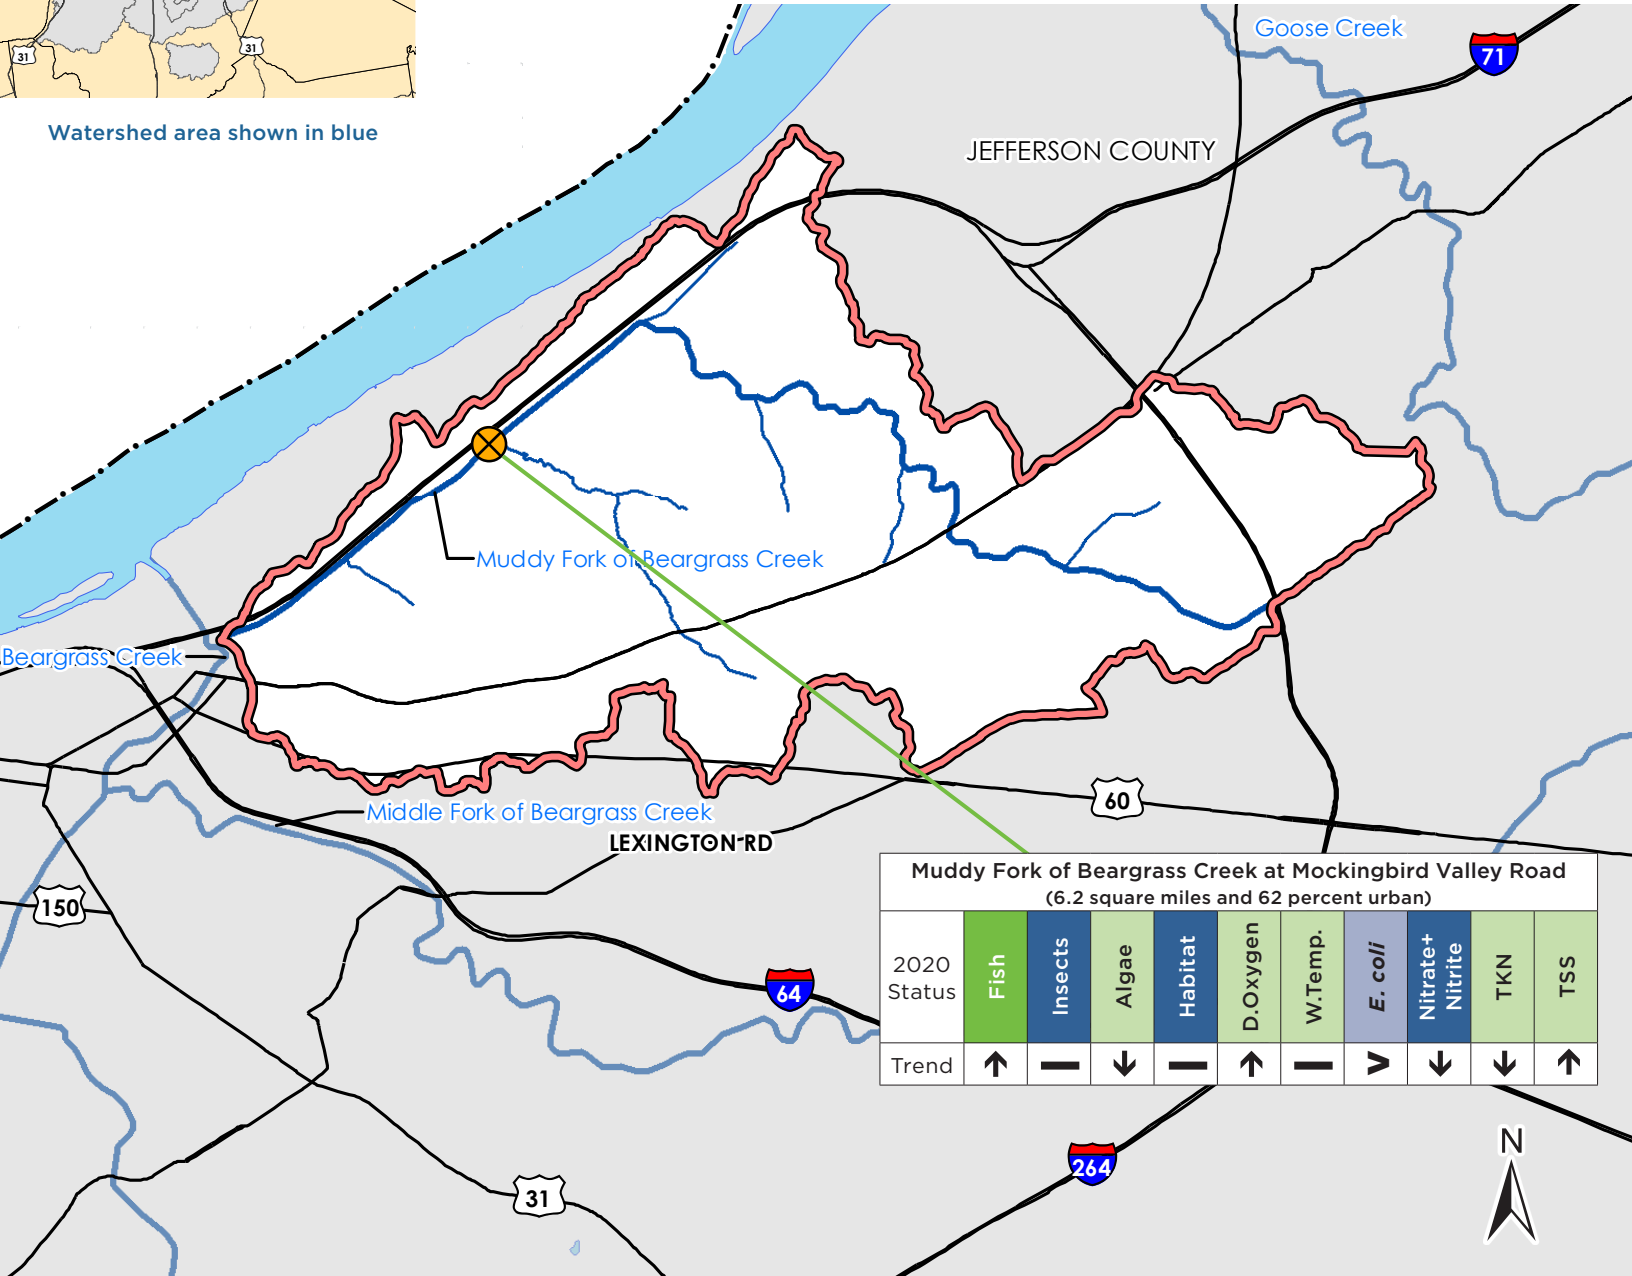 31
31
Watershed area shown in blue
Goose Creek
71
JEFFERSON COUNTY
Muddy Fork of Beargrass Creek
Beargrass Creek
60
Middle Fork of Beargrass Creek
LEXINGTON RD
150
64
Muddy Fork of Beargrass Creek at Mockingbird Valley Road
(6.2 square miles and 62 percent urban)
2020
Status
Fish
Insects
Algae
Habitat
D.Oxygen
W.Temp.
E. coli
Nitrate+
Nitrite
TKN
TSS
Trend
N
264
31